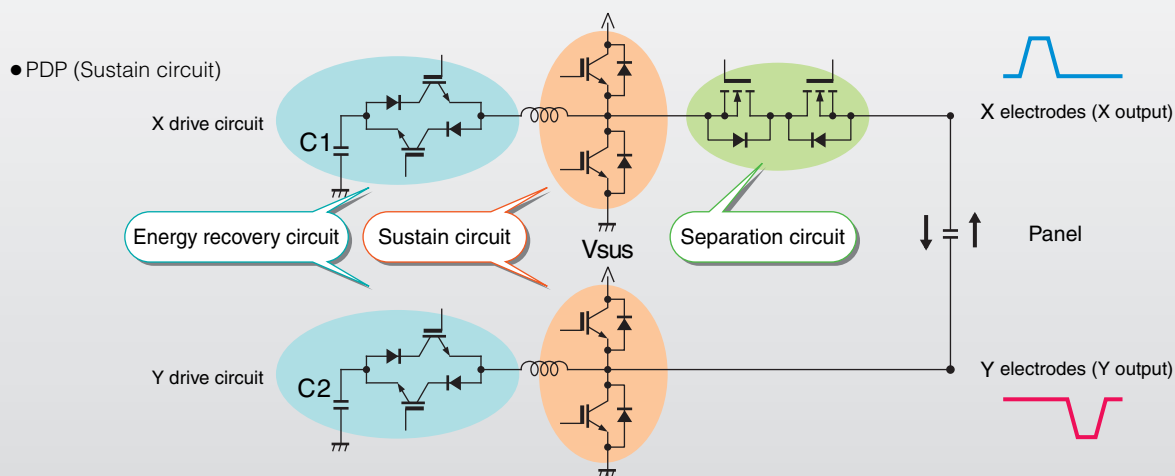 ● PDP (Sustain circuit)
X drive circuit
C1
X electrodes (X output)
Energy recovery circuit
Sustain circuit
Vsus
Separation circuit
Panel
Y drive circuit
C2
Y electrodes (Y output)